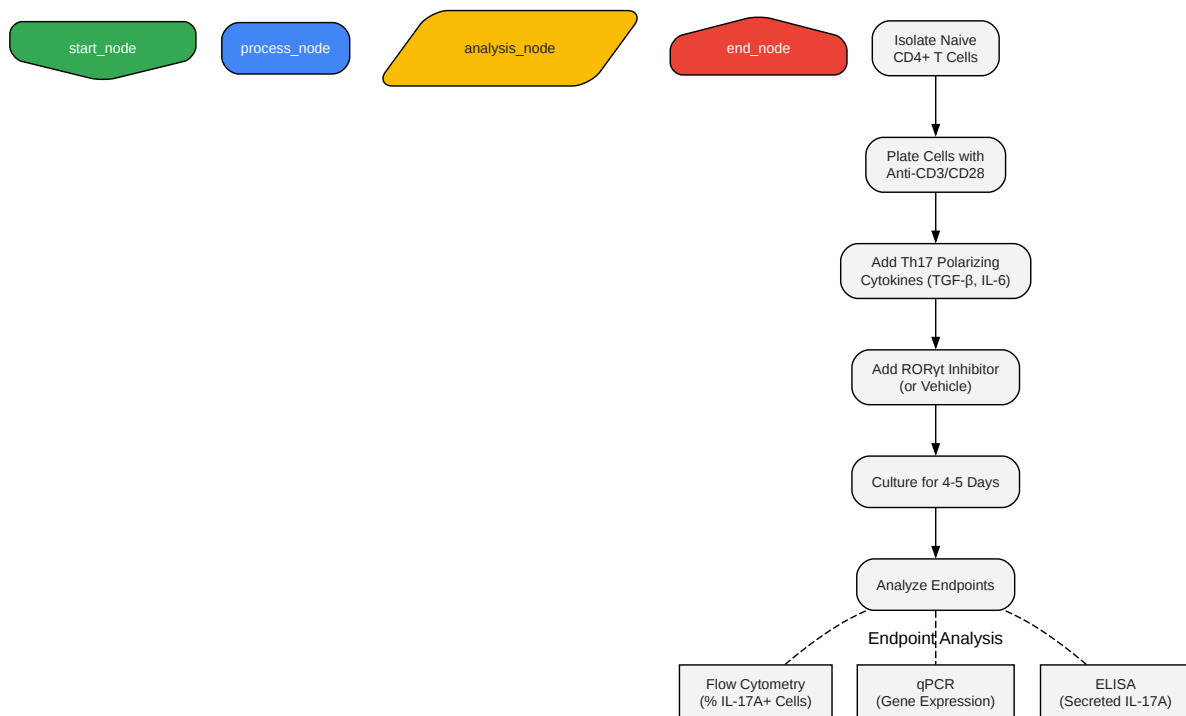 start_node
process_node
analysis_node
end_node
Isolate Naive
CD4+ T Cells
Plate Cells with
Anti-CD3/CD28
Add Th17 Polarizing
Cytokines (TGF-β, IL-6)
Add RORγt Inhibitor
(or Vehicle)
Culture for 4-5 Days
Analyze Endpoints
Endpoint Analysis
Flow Cytometry
(% IL-17A+ Cells)
qPCR
(Gene Expression)
ELISA
(Secreted IL-17A)